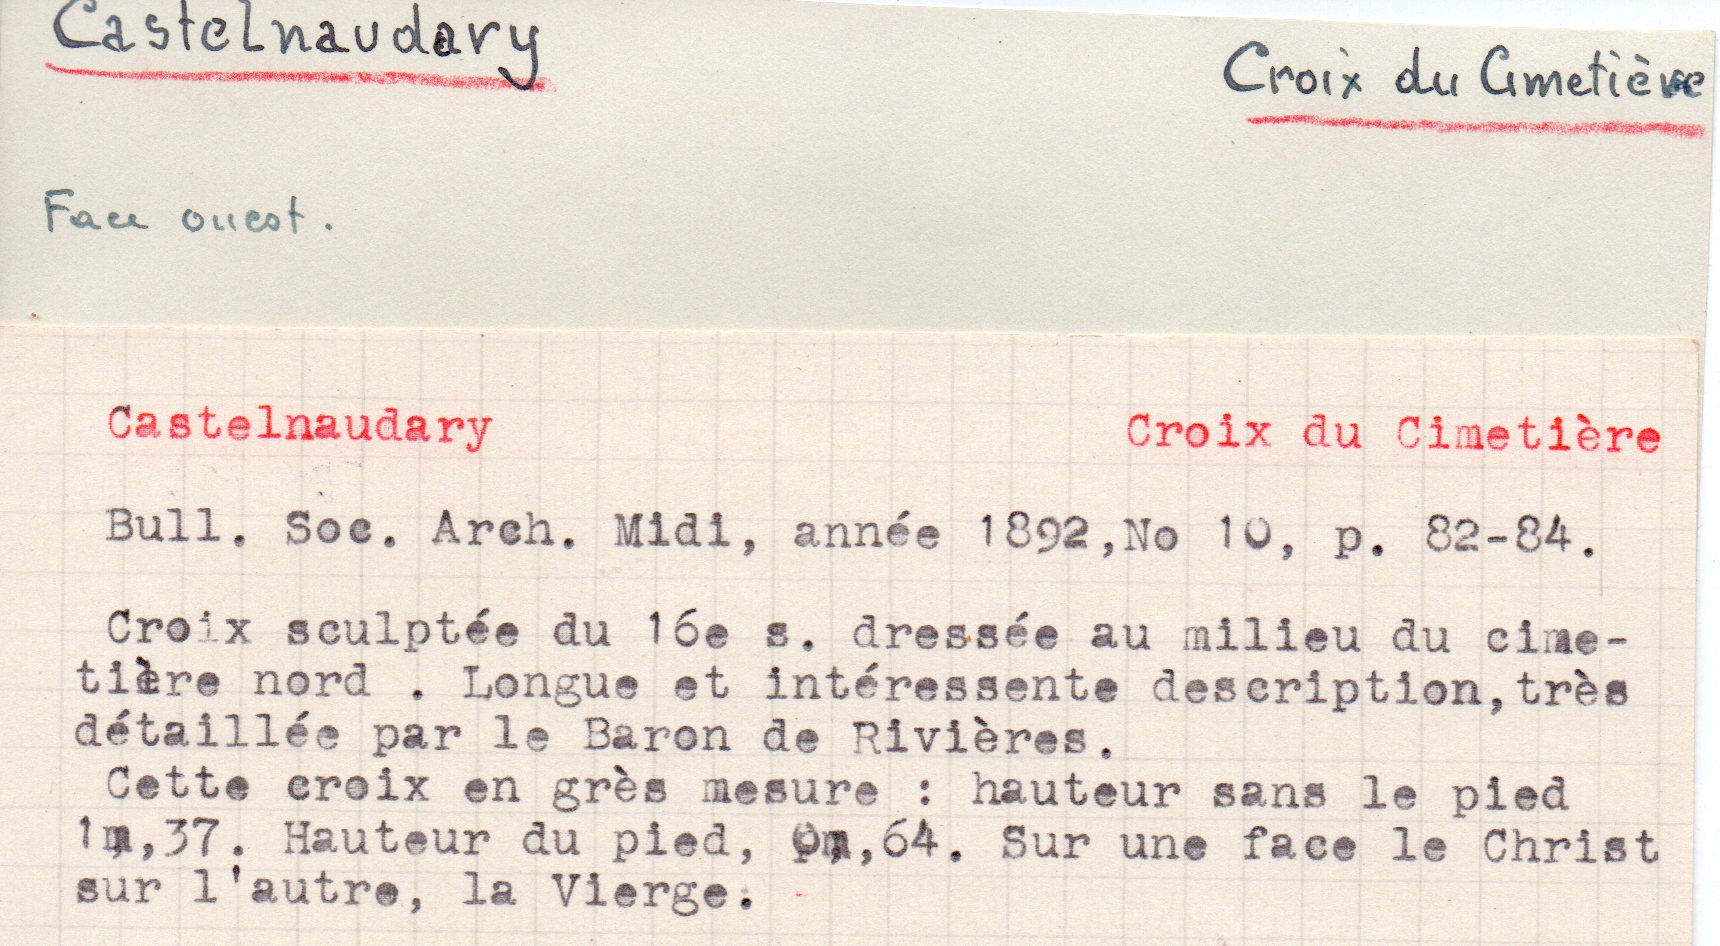 Castelnaudary Croix du Cimetière
Face ouest.
Castelnaudary Croix du Cimetière
Bull. Soc. Arch. Midi, année 1892,No 10, p. 82-84.
Croix sculptée du 16e s. dressée au milieu du cime-
tière nord . Longue et intéressente description,très
détaillée par le Baron de Rivières.
Cette croix en grès mesure : hauteur sans le pied
1m,37. Hauteur du pied, 0m,64. Sur une face le Christ
sur l'autre, la Vierge.